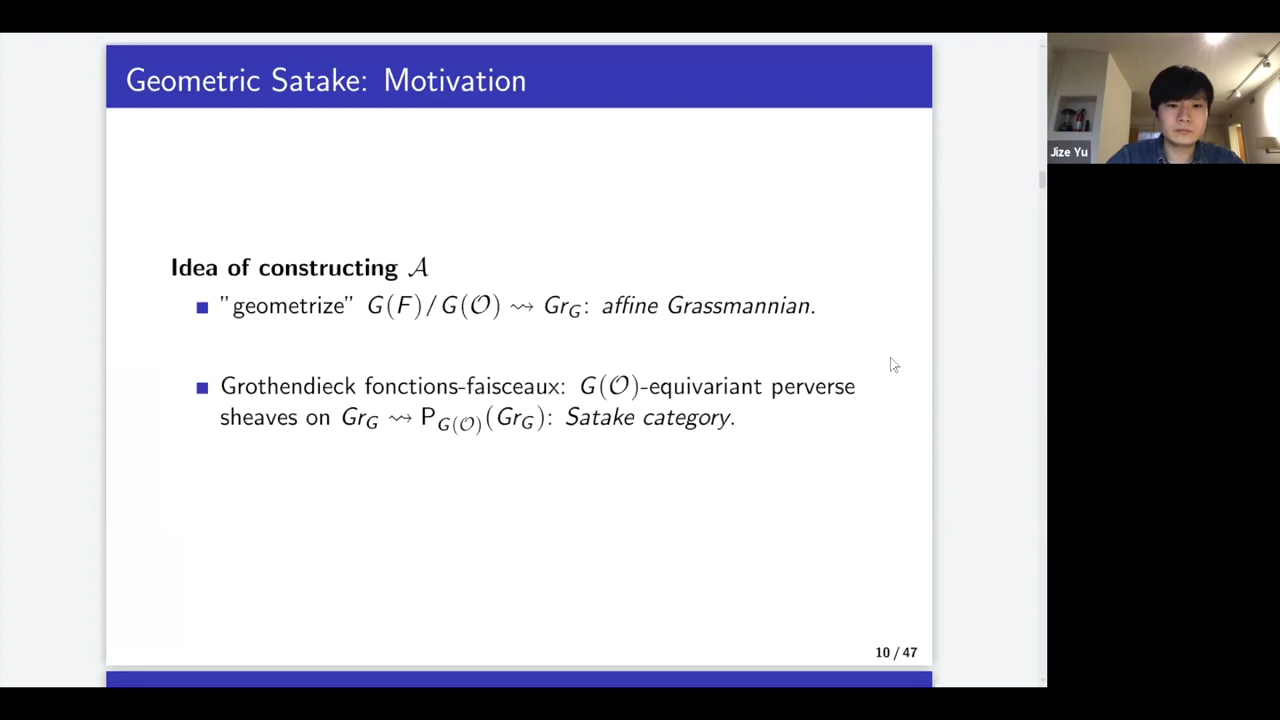 Geometric Satake: Motivation
Jize Yu
Idea of constructing 𝒜
"geometrize" G(F)/G(𝒪) ⇝ Gr_G: affine Grassmannian.
Grothendieck fonctions-faisceaux: G(𝒪)-equivariant perverse
sheaves on Gr_G ⇝ P_{G(𝒪)}(Gr_G): Satake category.
10 / 47